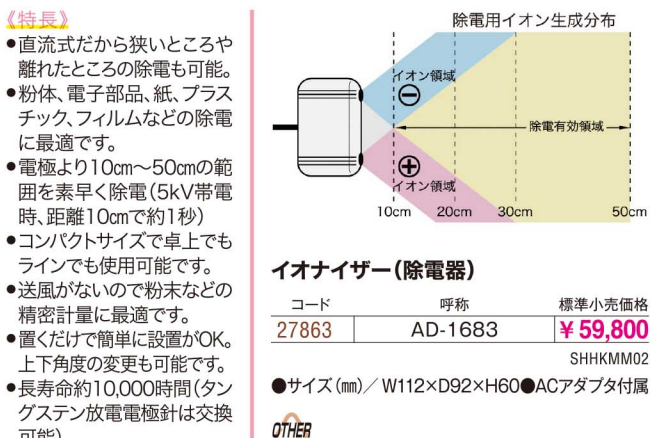 《特長》
●直流式だから狭いところや
離れたところの除電も可能。
●粉体、電子部品、紙、プラス
チック、フィルムなどの除電
に最適です。
●電極より10㎝〜50㎝の範
囲を素早く除電(5kV帯電
時、距離10㎝で約1秒)
●コンパクトサイズで卓上でも
ラインでも使用可能です。
●送風がないので粉末などの
精密計量に最適です。
●置くだけで簡単に設置がOK。
上下角度の変更も可能です。
●長寿命約10,000時間(タン
グステン放電電極針は交換
可能)
除電用イオン生成分布
イオン領域
⊖
除電有効領域
⊕
イオン領域
10cm 20cm 30cm 50cm
イオナイザー(除電器)
コード 呼称 標準小売価格
27863 AD-1683 ¥59,800
SHHKMM02
●サイズ(㎜)/W112×D92×H60●ACアダプタ付属
OTHER